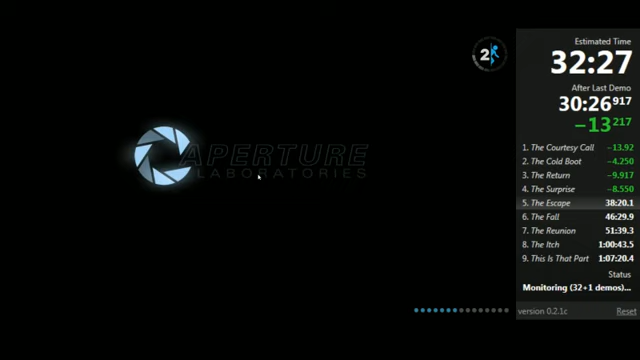 2
APERTURE
LABORATORIES
Estimated Time
32:27
After Last Demo
30:26 917
-13 217
1. The Courtesy Call -13.92
2. The Cold Boot -4.250
3. The Return -9.917
4. The Surprise -8.550
5. The Escape 38:20.1
6. The Fall 46:29.9
7. The Reunion 51:39.3
8. The Itch 1:00:43.5
9. This Is That Part 1:07:20.4
Status
Monitoring (32+1 demos)...
version 0.2.1c Reset